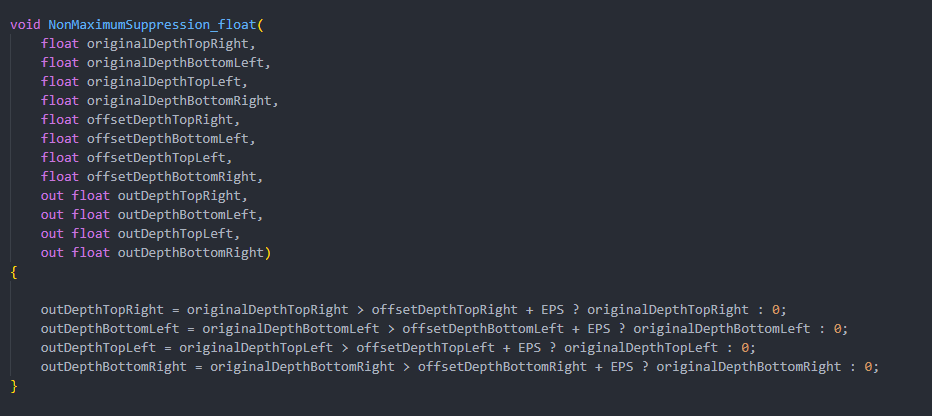 void NonMaximumSuppression_float(
    float originalDepthTopRight,
    float originalDepthBottomLeft,
    float originalDepthTopLeft,
    float originalDepthBottomRight,
    float offsetDepthTopRight,
    float offsetDepthBottomLeft,
    float offsetDepthTopLeft,
    float offsetDepthBottomRight,
    out float outDepthTopRight,
    out float outDepthBottomLeft,
    out float outDepthTopLeft,
    out float outDepthBottomRight)
{
    outDepthTopRight = originalDepthTopRight > offsetDepthTopRight + EPS ? originalDepthTopRight : 0;
    outDepthBottomLeft = originalDepthBottomLeft > offsetDepthBottomLeft + EPS ? originalDepthBottomLeft : 0;
    outDepthTopLeft = originalDepthTopLeft > offsetDepthTopLeft + EPS ? originalDepthTopLeft : 0;
    outDepthBottomRight = originalDepthBottomRight > offsetDepthBottomRight + EPS ? originalDepthBottomRight : 0;
}